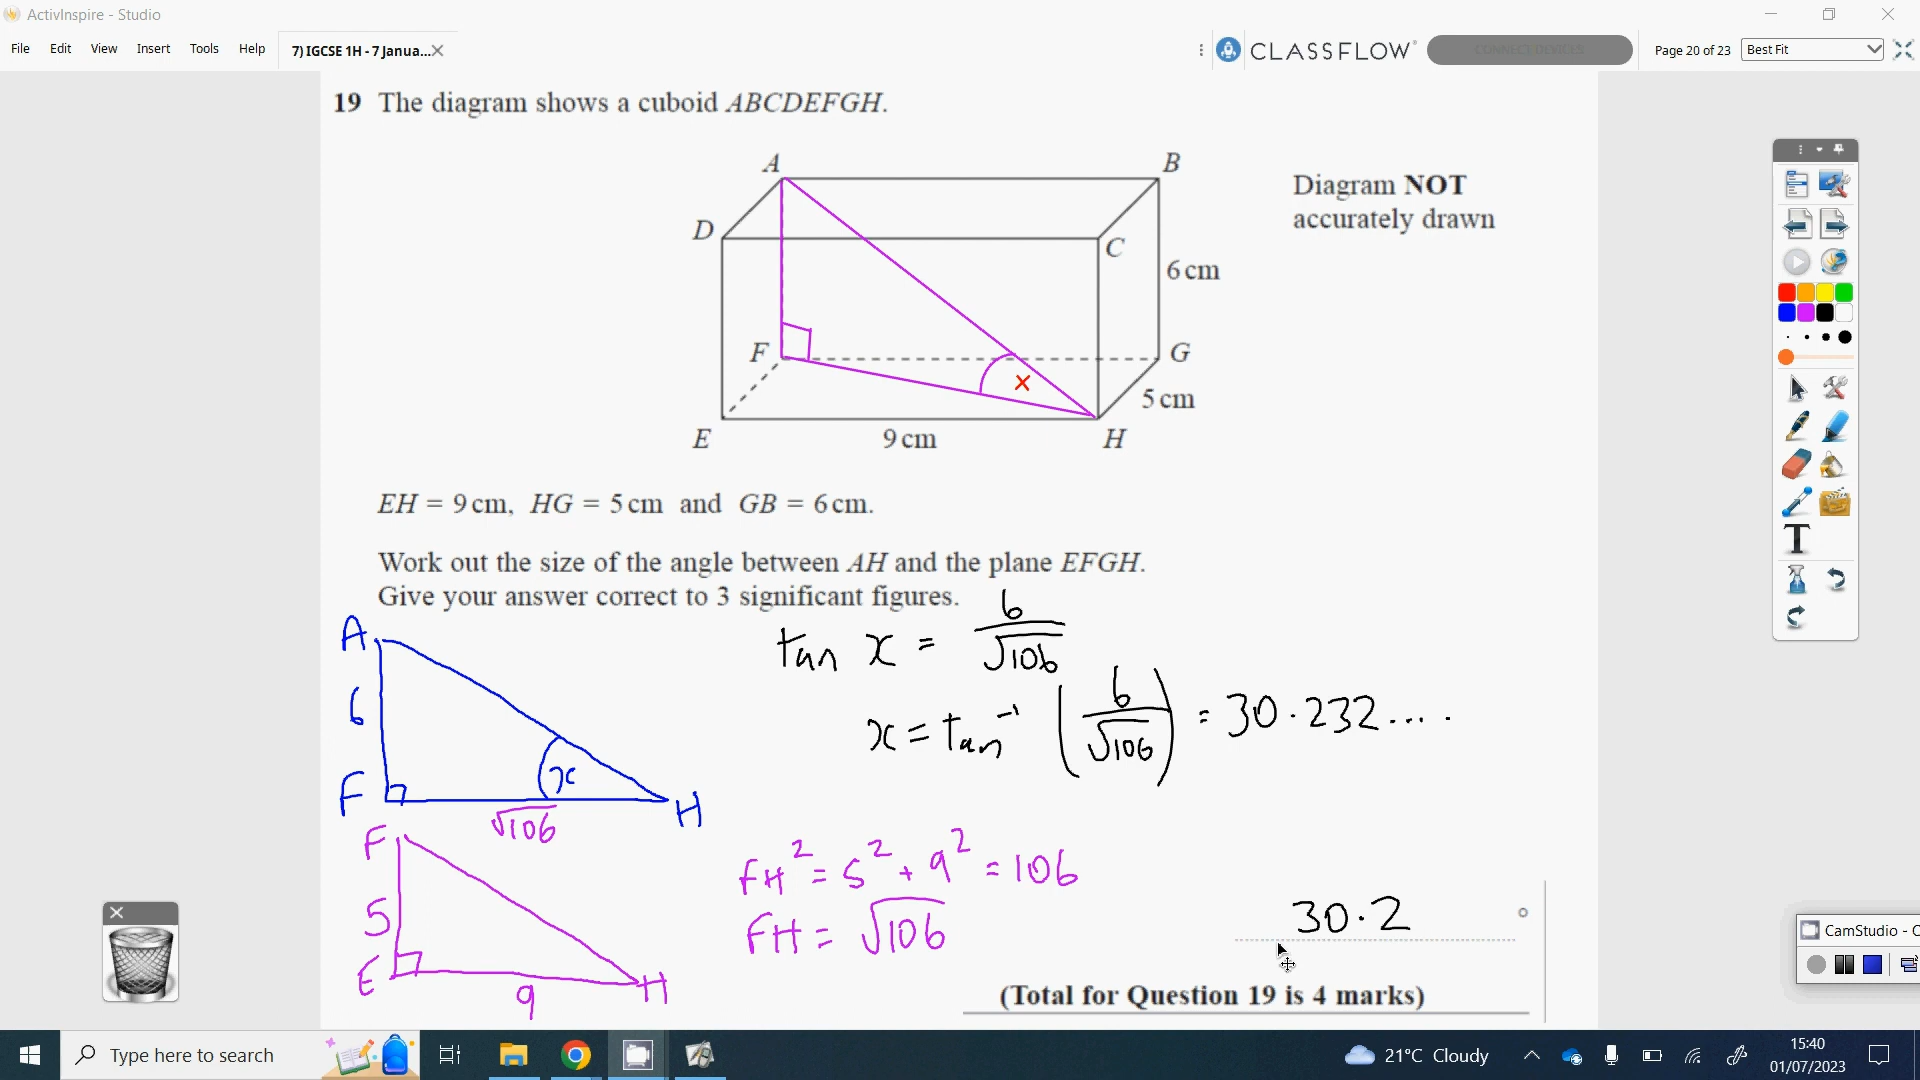 ActivInspire - Studio
File Edit View Insert Tools Help 7) IGCSE 1H - 7 Janua... CLASSFLOW Page 20 of 23 Best Fit
19 The diagram shows a cuboid ABCDEFGH.
A
B
Diagram NOT
accurately drawn
D
C
6 cm
F
G
x
5 cm
E
9 cm
H
EH = 9 cm, HG = 5 cm and GB = 6 cm.
Work out the size of the angle between AH and the plane EFGH.
Give your answer correct to 3 significant figures.
tan x = 6/√106
x = tan⁻¹ (6/√106) = 30.232.....
A
6
F
x
H
√106
F
5
E
9
H
FH² = 5² + 9² = 106
FH = √106
30.2 °
(Total for Question 19 is 4 marks)
T
CamStudio - O
Type here to search
21°C Cloudy
15:40
01/07/2023